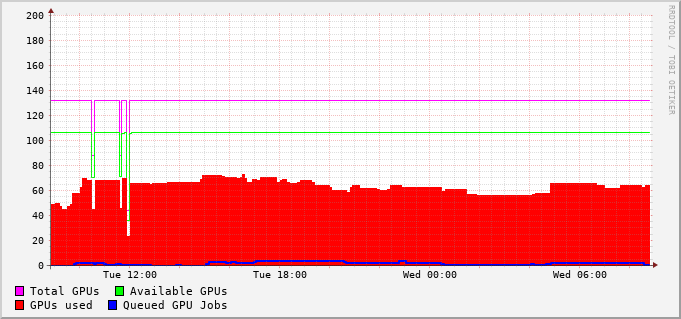 RRDTOOL / TOBI OETIKER
200
180
160
140
120
100
80
60
40
20
0
Tue 12:00 Tue 18:00 Wed 00:00 Wed 06:00
Total GPUs Available GPUs
GPUs used Queued GPU Jobs